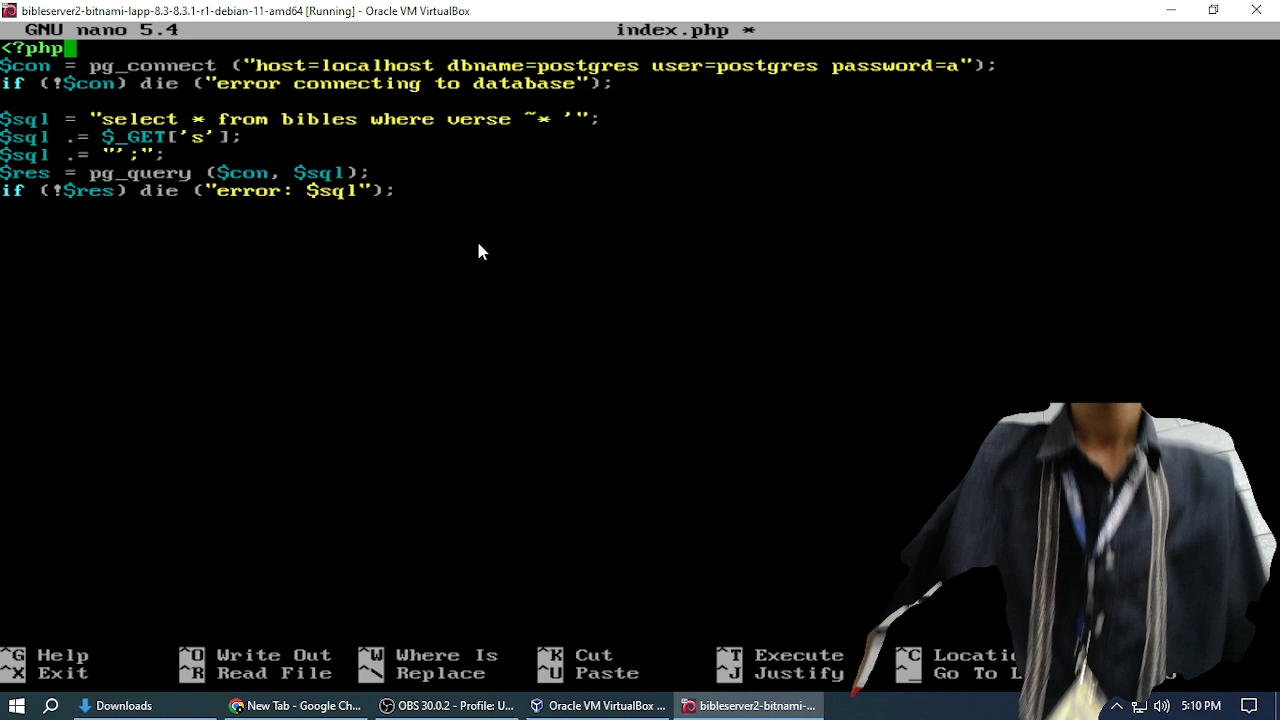 bibleserver2-bitnami-lapp-8.3-8.3.1-r1-debian-11-amd64 [Running] - Oracle VM VirtualBox
GNU nano 5.4 index.php *
<?php
$con = pg_connect ("host=localhost dbname=postgres user=postgres password=a");
if (!$con) die ("error connecting to database");
$sql = "select * from bibles where verse ~* '";
$sql .= $_GET['s'];
$sql .= "';";
$res = pg_query ($con, $sql);
if (!$res) die ("error: $sql");
^G Help ^O Write Out ^W Where Is ^K Cut ^T Execute ^C
^X Exit ^R Read File ^\ Replace ^U Paste ^J Justify ^_ Go To
Downloads New Tab - Google Ch... OBS 30.0.2 - Profile: U... Oracle VM VirtualBox ... bibleserver2-bitnami-... 5:10 PM